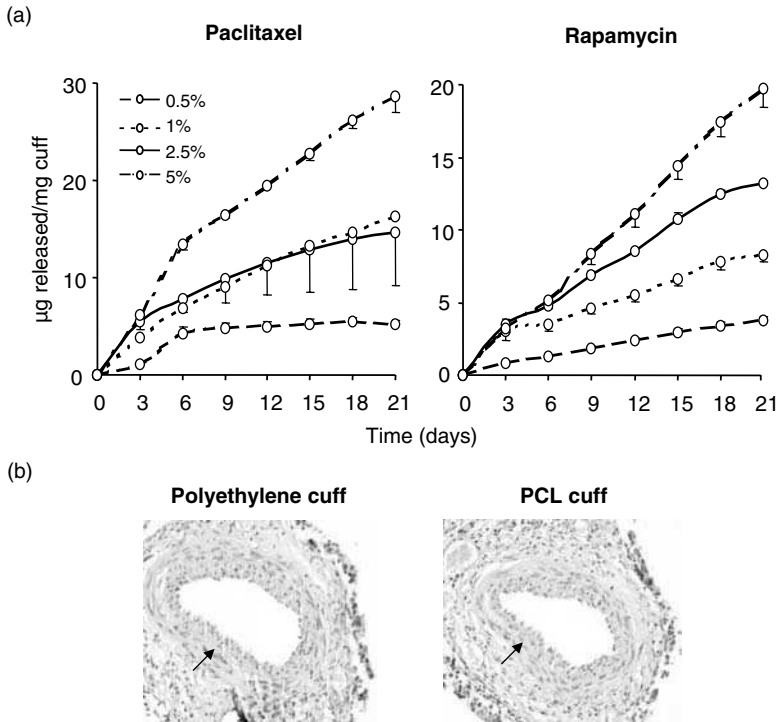 (a)
Paclitaxel
Rapamycin
µg released/mg cuff
30
20
10
0
0.5%
1%
2.5%
5%
0 3 6 9 12 15 18 21
20
15
10
5
0
0 3 6 9 12 15 18 21
Time (days)
(b)
Polyethylene cuff
PCL cuff